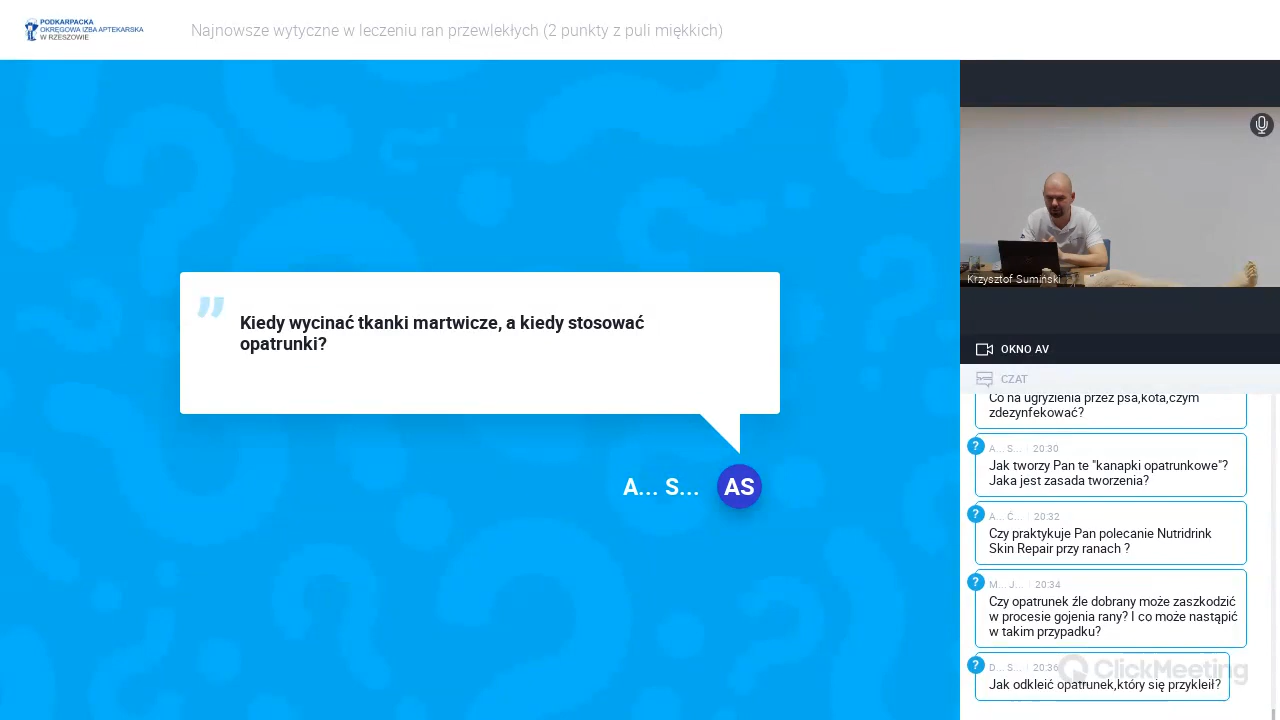 PODKARPACKA
OKRĘGOWA IZBA APTEKARSKA
W RZESZOWIE
Najnowsze wytyczne w leczeniu ran przewlekłych (2 punkty z puli miękkich)
Kiedy wycinać tkanki martwicze, a kiedy stosować
opatrunki?
A... S... AS
Krzysztof Sumiński
OKNO AV
CZAT
Co na ugryzienia przez psa,kota,czym
zdezynfekować?
? A... S... 20:30
Jak tworzy Pan te "kanapki opatrunkowe"?
Jaka jest zasada tworzenia?
? A... Ć... 20:32
Czy praktykuje Pan polecanie Nutridrink
Skin Repair przy ranach ?
? M... J... 20:34
Czy opatrunek źle dobrany może zaszkodzić
w procesie gojenia rany? I co może nastąpić
w takim przypadku?
? D... S... 20:36
ClickMeeting
Jak odkleić opatrunek,który się przykleił?